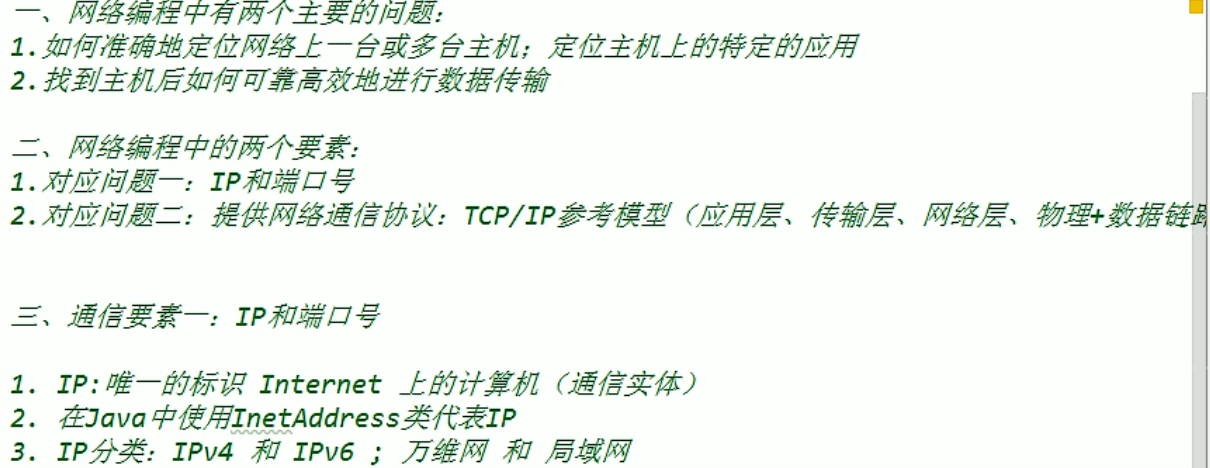 一、网络编程中有两个主要的问题：
1.如何准确地定位网络上一台或多台主机；定位主机上的特定的应用
2.找到主机后如何可靠高效地进行数据传输
二、网络编程中的两个要素：
1.对应问题一：IP和端口号
2.对应问题二：提供网络通信协议：TCP/IP参考模型（应用层、传输层、网络层、物理+数据链
三、通信要素一：IP和端口号
1. IP:唯一的标识 Internet 上的计算机（通信实体）
2. 在Java中使用InetAddress类代表IP
3. IP分类：IPv4 和 IPv6 ; 万维网 和 局域网